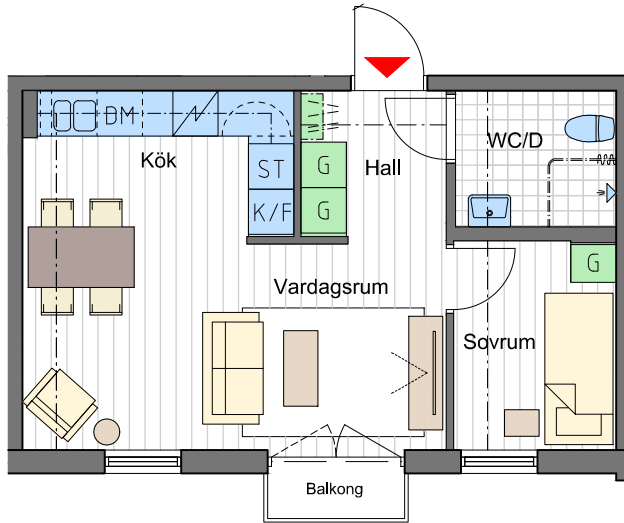 DM
WC/D
Kök
ST
G
Hall
K/F
G
G
Vardagsrum
Sovrum
Balkong